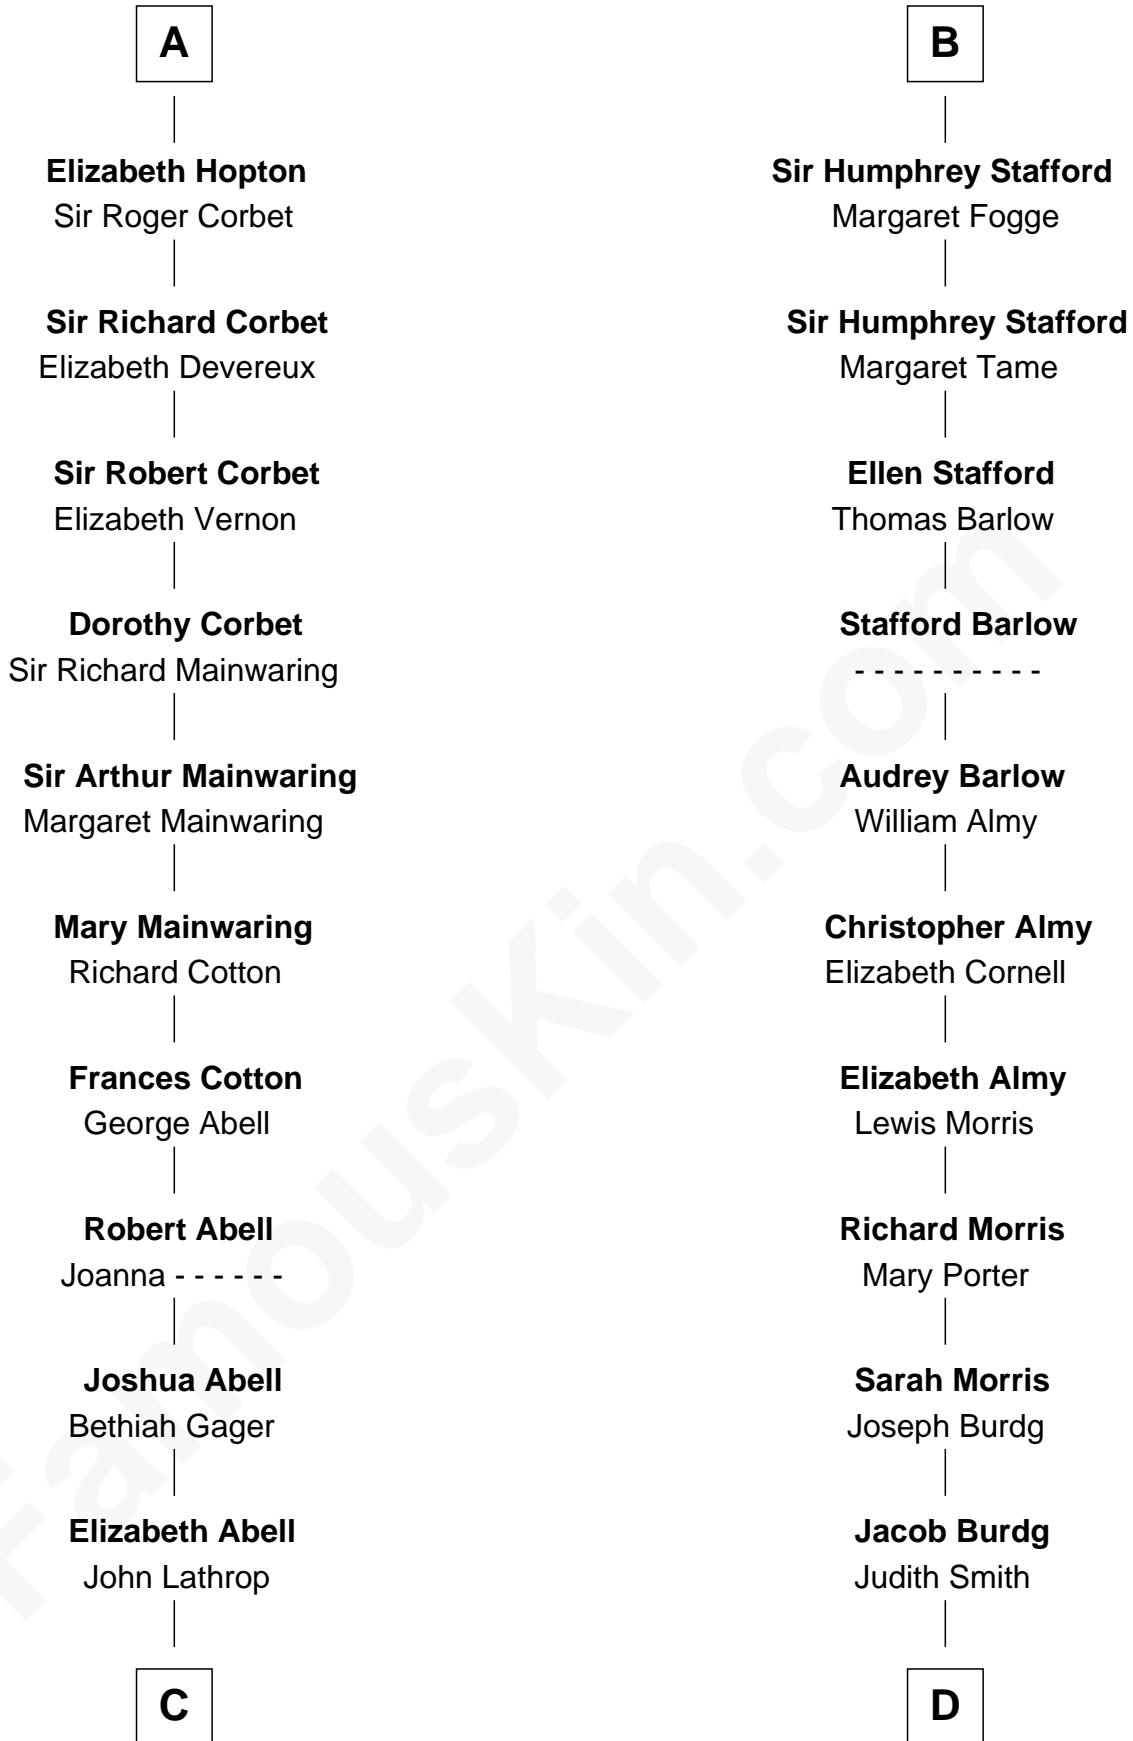 A
Elizabeth Hopton
Sir Roger Corbet
Sir Richard Corbet
Elizabeth Devereux
Sir Robert Corbet
Elizabeth Vernon
Dorothy Corbet
Sir Richard Mainwaring
Sir Arthur Mainwaring
Margaret Mainwaring
Mary Mainwaring
Richard Cotton
Frances Cotton
George Abell
Robert Abell
Joanna - - - - - -
Joshua Abell
Bethiah Gager
Elizabeth Abell
John Lathrop
C
B
Sir Humphrey Stafford
Margaret Fogge
Sir Humphrey Stafford
Margaret Tame
Ellen Stafford
Thomas Barlow
Stafford Barlow
- - - - - - - - - -
Audrey Barlow
William Almy
Christopher Almy
Elizabeth Cornell
Elizabeth Almy
Lewis Morris
Richard Morris
Mary Porter
Sarah Morris
Joseph Burdg
Jacob Burdg
Judith Smith
D
FamousKin.com